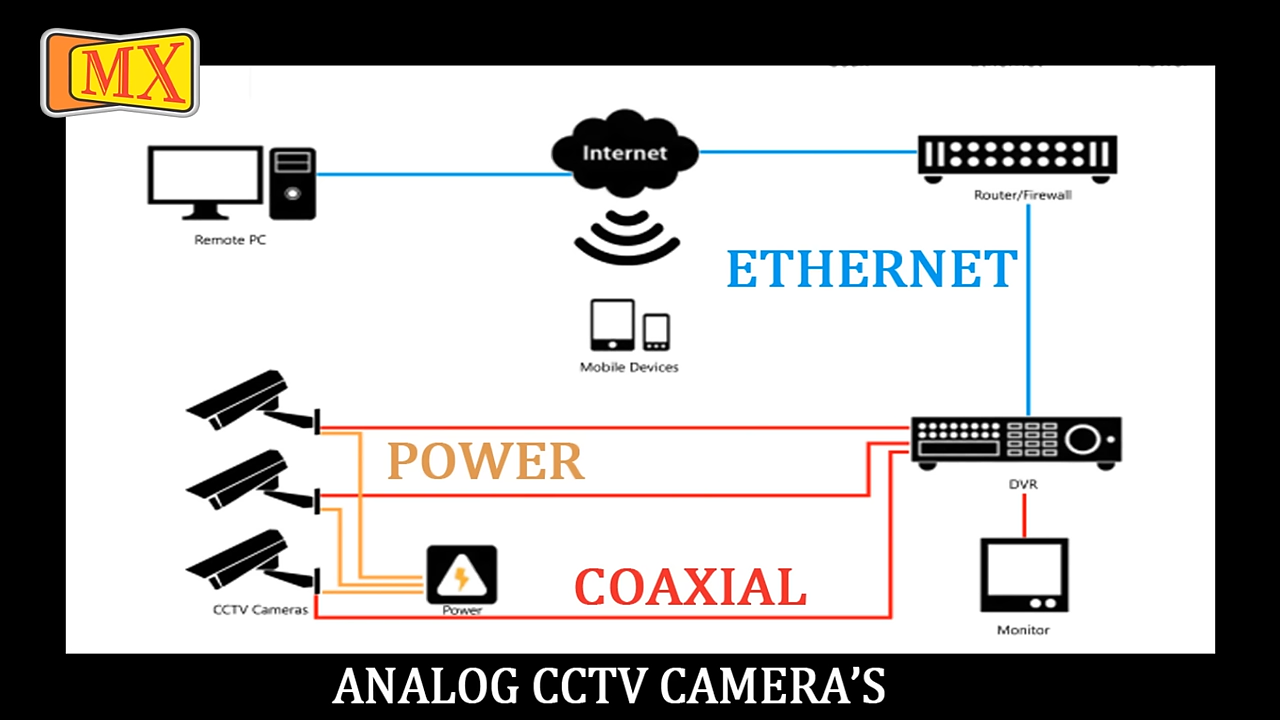 MX
Internet
Router/Firewall
Remote PC
ETHERNET
Mobile Devices
POWER
DVR
COAXIAL
CCTV Cameras
Power
Monitor
ANALOG CCTV CAMERA’S